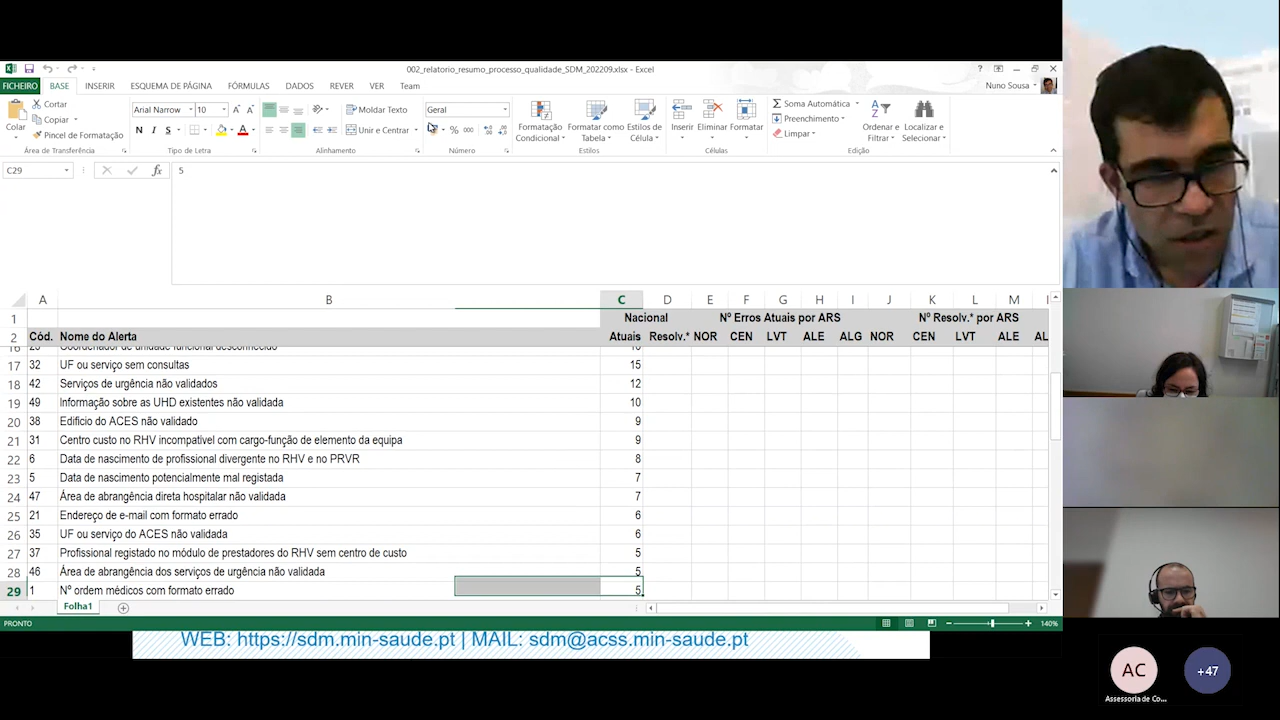 002_relatorio_resumo_processo_qualidade_SDM_202209.xlsx - Excel
FICHEIRO BASE INSERIR ESQUEMA DE PÁGINA FÓRMULAS DADOS REVER VER Team
Nuno Sousa
Colar
Cortar
Copiar
Pincel de Formatação
Área de Transferência
Arial Narrow 10
N I S
Tipo de Letra
Moldar Texto
Unir e Centrar
Alinhamento
Geral
% 000
Número
Formatação Condicional
Formatar como Tabela
Estilos de Célula
Estilos
Inserir Eliminar Formatar
Células
Soma Automática
Preenchimento
Limpar
Ordenar e Filtrar
Localizar e Selecionar
Edição
C29 fx 5
A B C D E F G H I J K L M
1 Nacional Nº Erros Atuais por ARS Nº Resolv.* por ARS
2 Cód. Nome do Alerta Atuais Resolv.* NOR CEN LVT ALE ALG NOR CEN LVT ALE AL
16 23 Coordenador de unidade funcional desconhecido
17 32 UF ou serviço sem consultas 15
18 42 Serviços de urgência não validados 12
19 49 Informação sobre as UHD existentes não validada 10
20 38 Edificio do ACES não validado 9
21 31 Centro custo no RHV incompatível com cargo-função de elemento da equipa 9
22 6 Data de nascimento de profissional divergente no RHV e no PRVR 8
23 5 Data de nascimento potencialmente mal registada 7
24 47 Área de abrangência direta hospitalar não validada 7
25 21 Endereço de e-mail com formato errado 6
26 35 UF ou serviço do ACES não validada 6
27 37 Profissional registado no módulo de prestadores do RHV sem centro de custo 5
28 46 Área de abrangência dos serviços de urgência não validada 5
29 1 Nº ordem médicos com formato errado 5
Folha1
PRONTO 140%
WEB: https://sdm.min-saude.pt | MAIL: sdm@acss.min-saude.pt
AC
Assessoria de Co...
+47